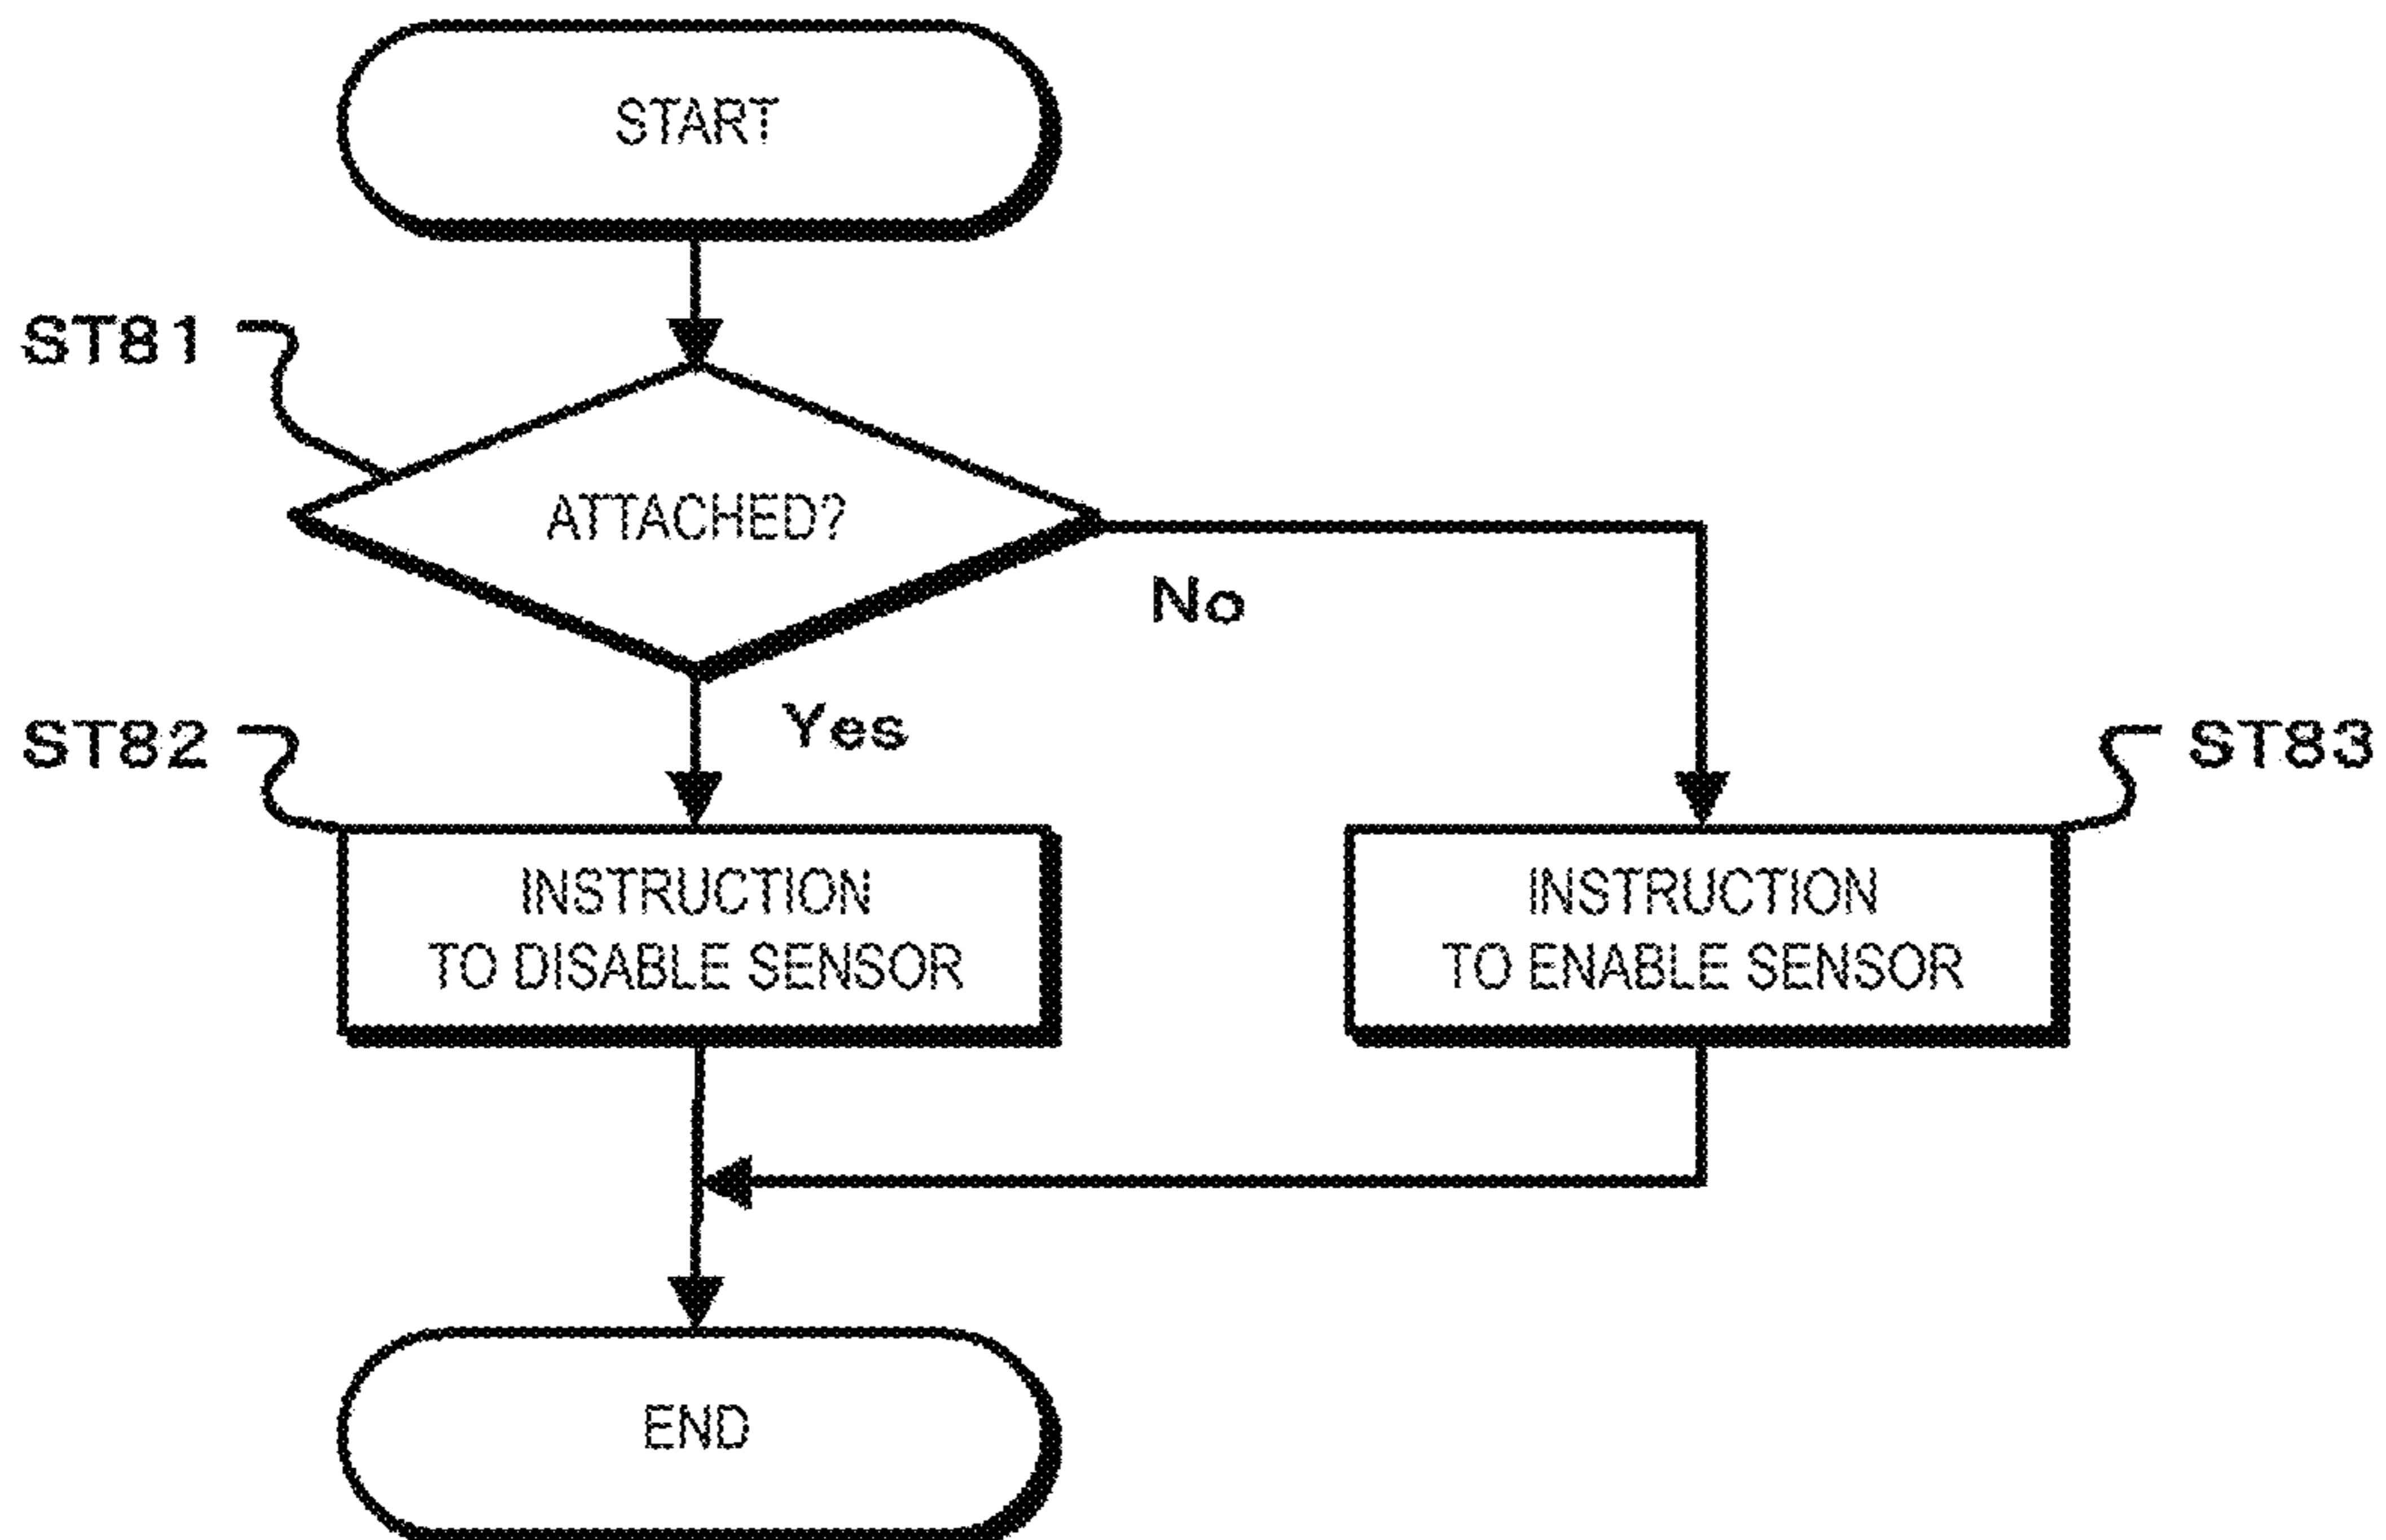 START
ST81
ATTACHED?
No
Yes
ST82
ST83
INSTRUCTION
TO DISABLE SENSOR
INSTRUCTION
TO ENABLE SENSOR
END